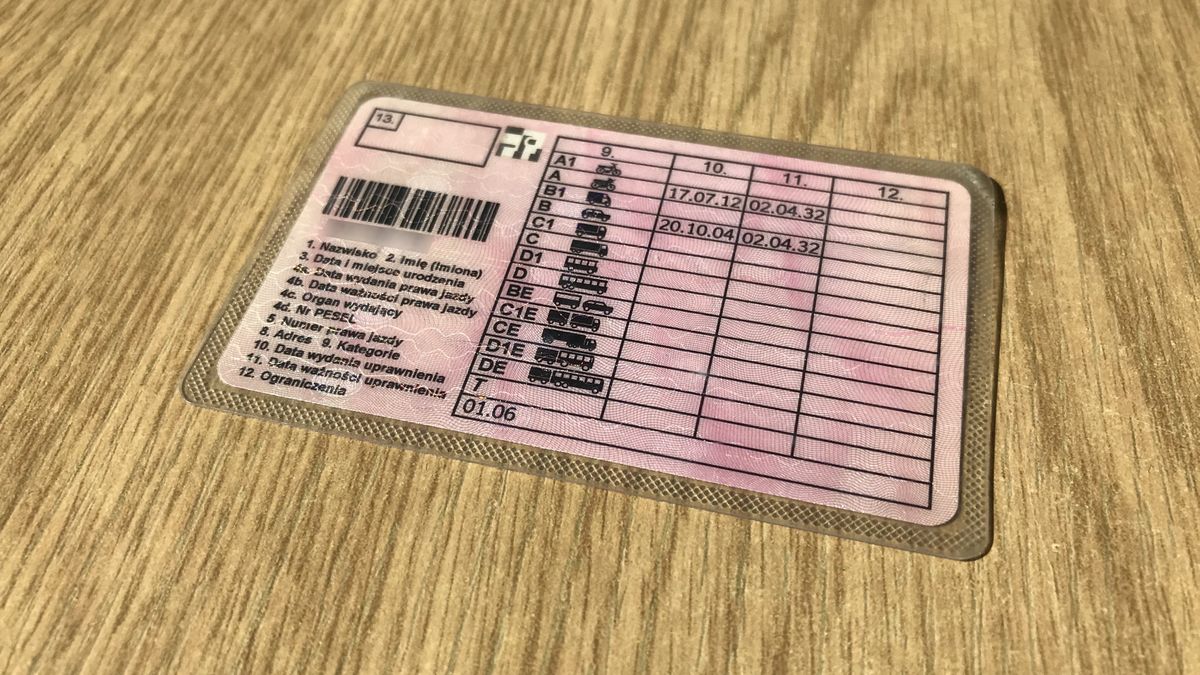 13.
1. Nazwisko 2. Imię (imiona)
3. Data i miejsce urodzenia
4a. Data wydania prawa jazdy
4b. Data ważności prawa jazdy
4c. Organ wydający
4d. Nr PESEL
5. Numer prawa jazdy
8. Adres 9. Kategorie
10. Data wydania uprawnienia
11. Data ważności uprawnienia
12. Ograniczenia
9. 10. 11. 12.
A1
A 17.07.12 02.04.32
B1
B 20.10.04 02.04.32
C1
C
D1
D
BE
C1E
CE
D1E
DE
T
01.06